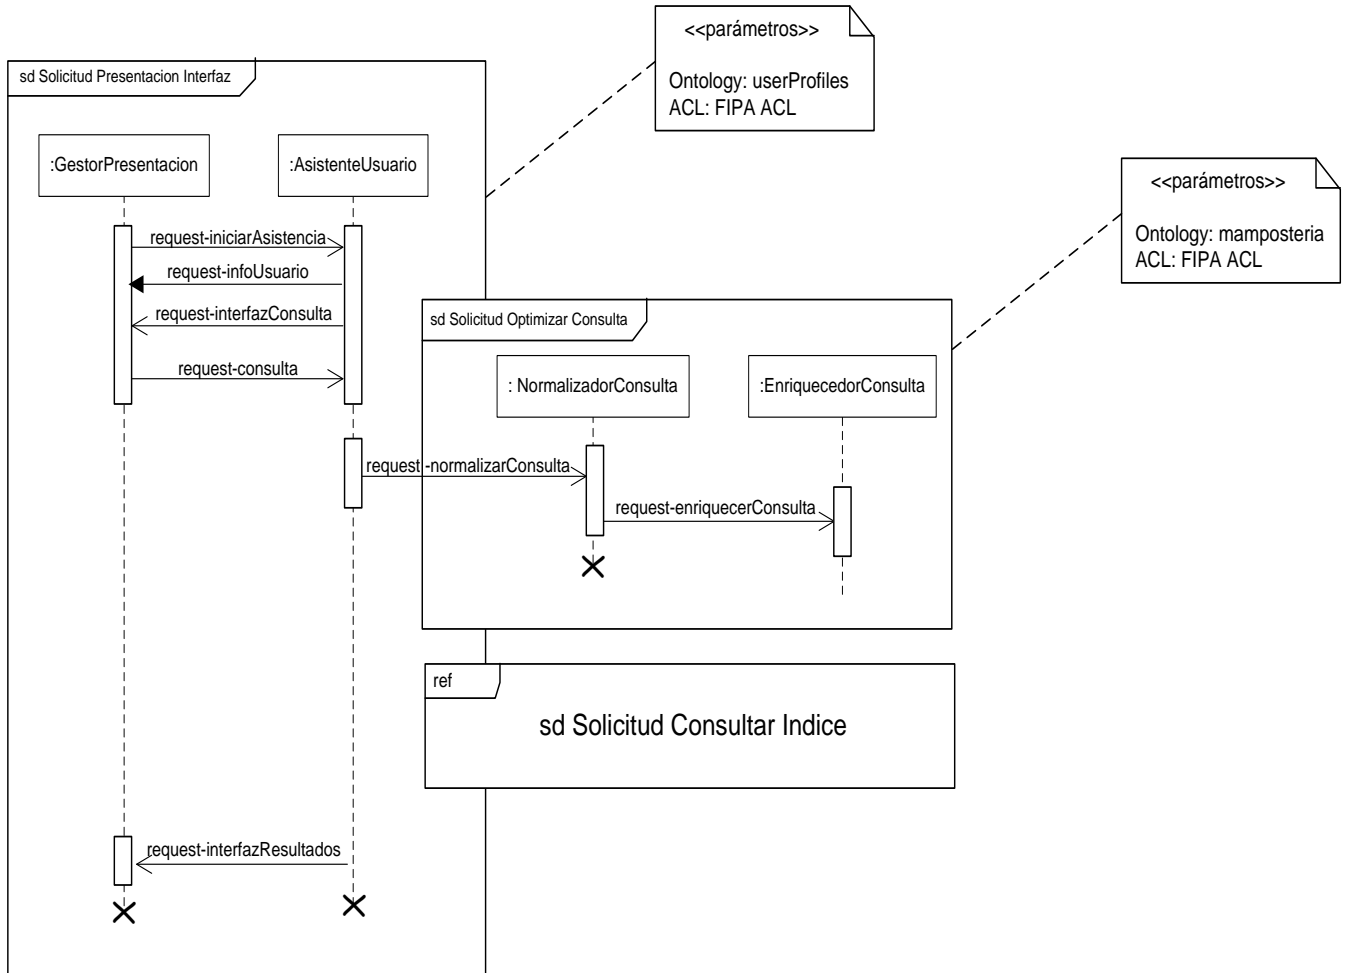 <<parámetros>>
Ontology: userProfiles
ACL: FIPA ACL
sd Solicitud Presentacion Interfaz
:GestorPresentacion
:AsistenteUsuario
<<parámetros>>
Ontology: mamposteria
ACL: FIPA ACL
request-iniciarAsistencia
request-infoUsuario
request-interfazConsulta
request-consulta
sd Solicitud Optimizar Consulta
: NormalizadorConsulta
:EnriquecedorConsulta
request -normalizarConsulta
request-enriquecerConsulta
ref
sd Solicitud Consultar Indice
request-interfazResultados